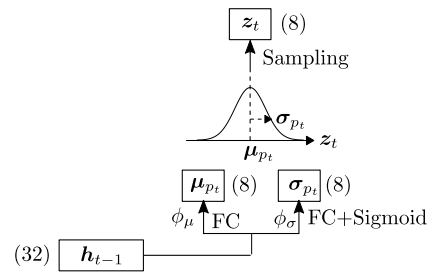 z_t (8)
Sampling
σ_{p_t}
z_t
μ_{p_t}
μ_{p_t} (8) σ_{p_t} (8)
ϕ_μ FC ϕ_σ FC+Sigmoid
(32) h_{t−1}